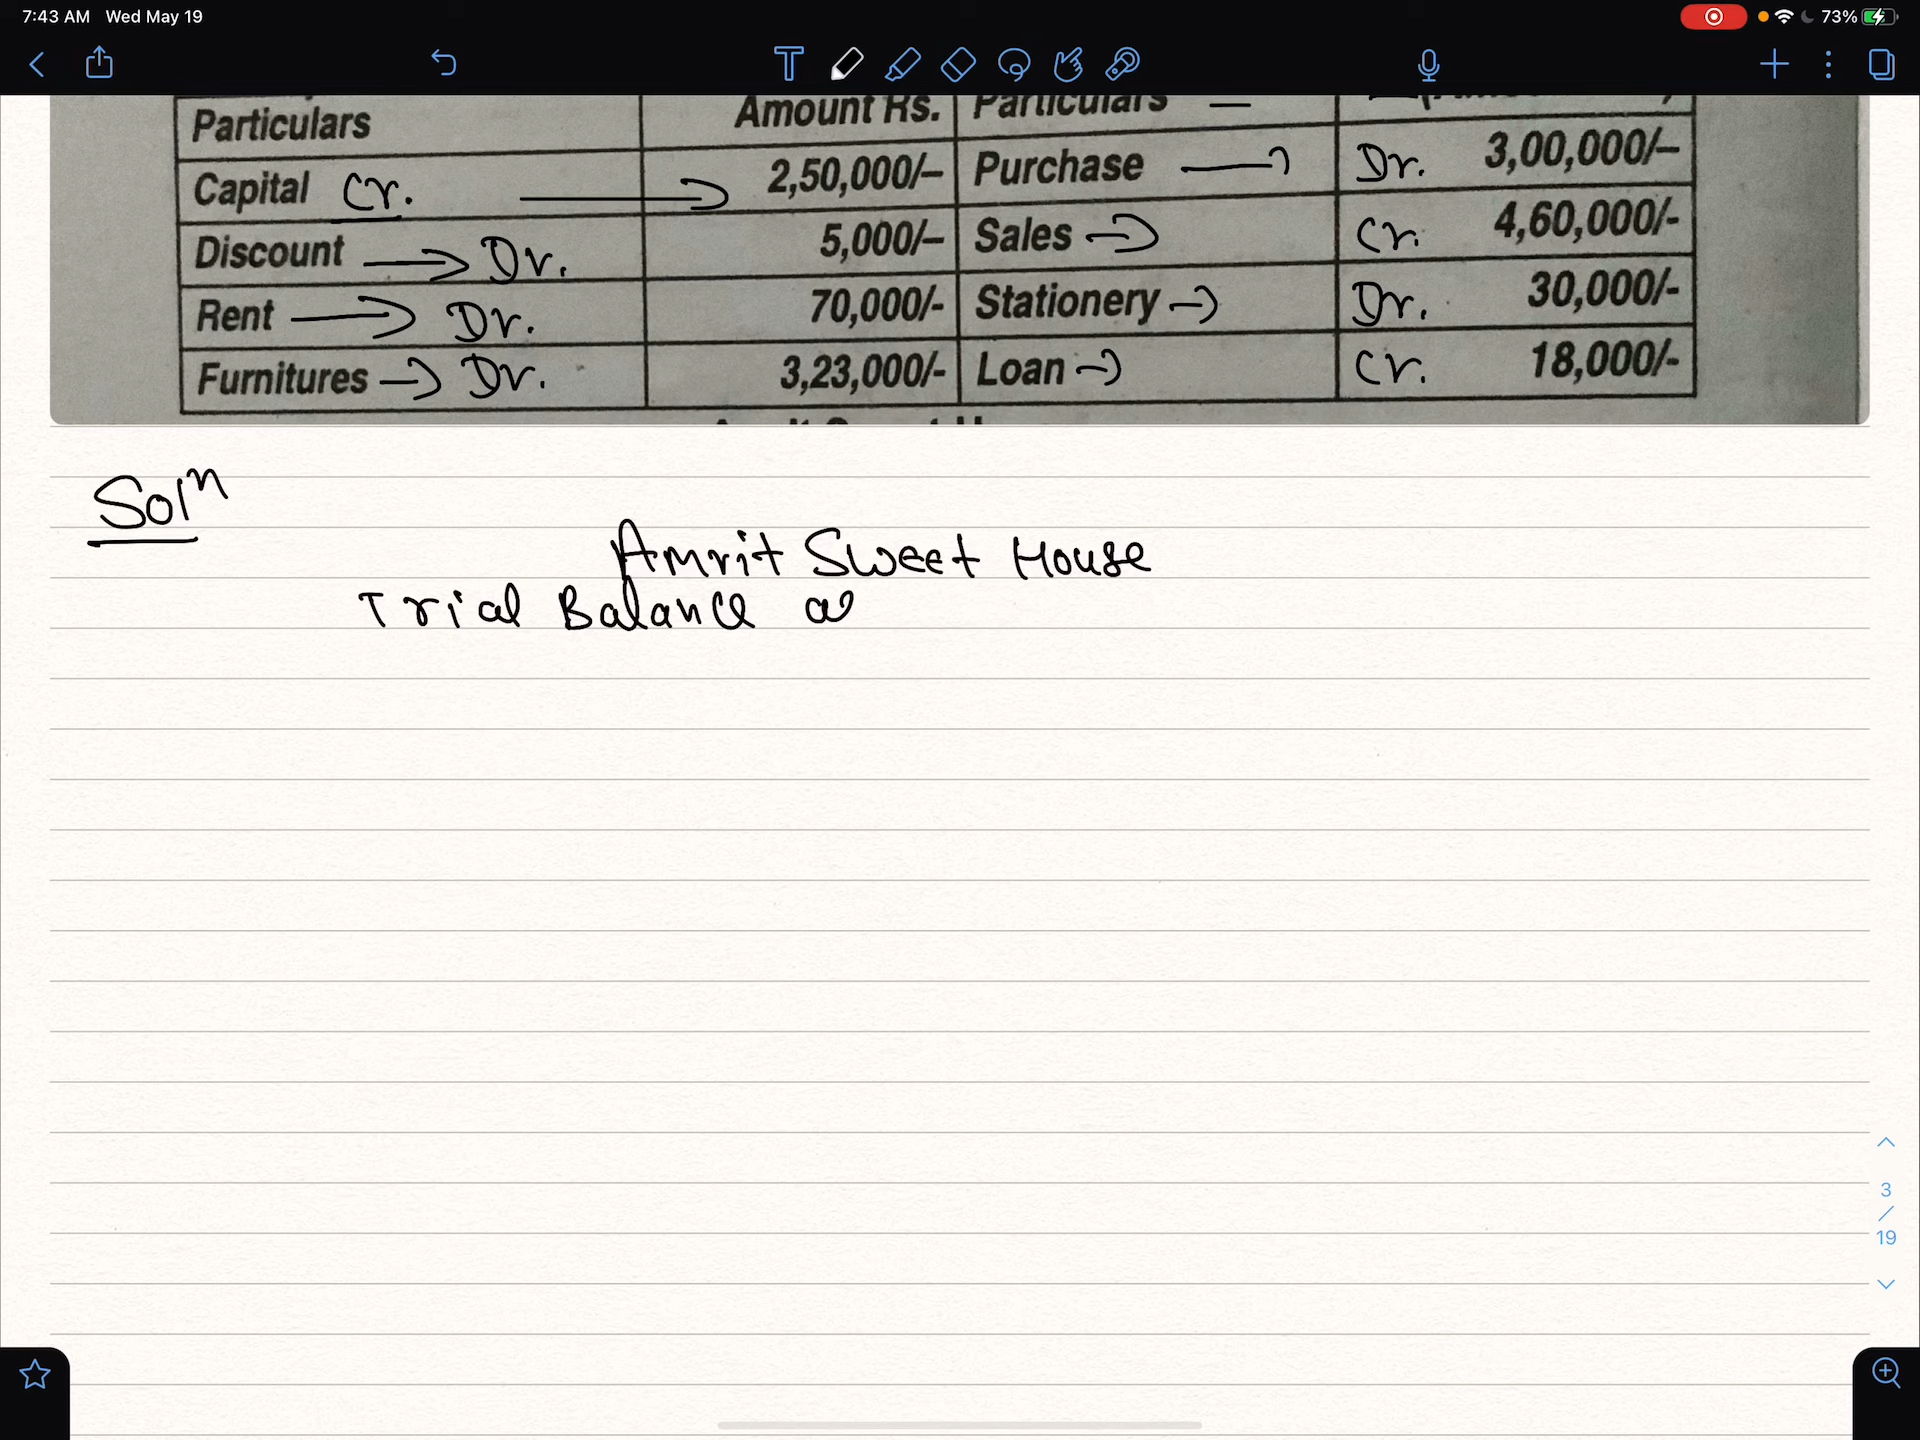 7:43 AM Wed May 19
73%
Particulars Amount Rs. Particulars
Capital Cr. 2,50,000/- Purchase Dr. 3,00,000/-
Discount → Dr. 5,000/- Sales → Cr. 4,60,000/-
Rent → Dr. 70,000/- Stationery → Dr. 30,000/-
Furnitures → Dr. 3,23,000/- Loan → Cr. 18,000/-
Solⁿ
Amrit Sweet House
Trial Balance as
3
/
19